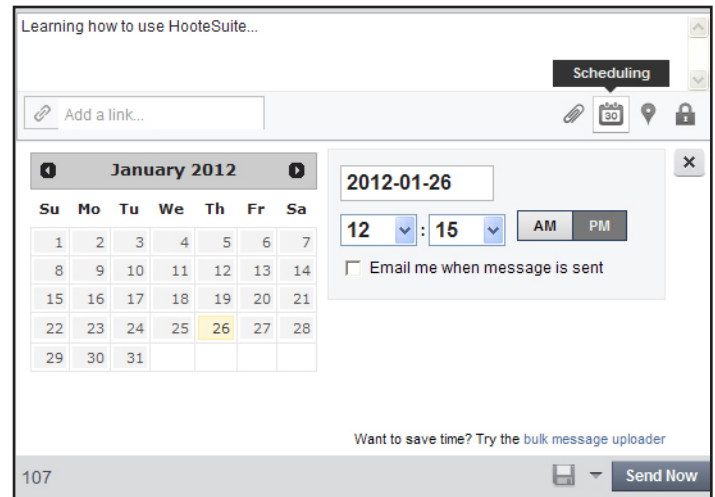 Learning how to use HooteSuite...
Scheduling
Add a link...
30
January 2012
Su Mo Tu We Th Fr Sa
1 2 3 4 5 6 7
8 9 10 11 12 13 14
15 16 17 18 19 20 21
22 23 24 25 26 27 28
29 30 31
2012-01-26
12 : 15 AM PM
Email me when message is sent
Want to save time? Try the bulk message uploader
107
Send Now